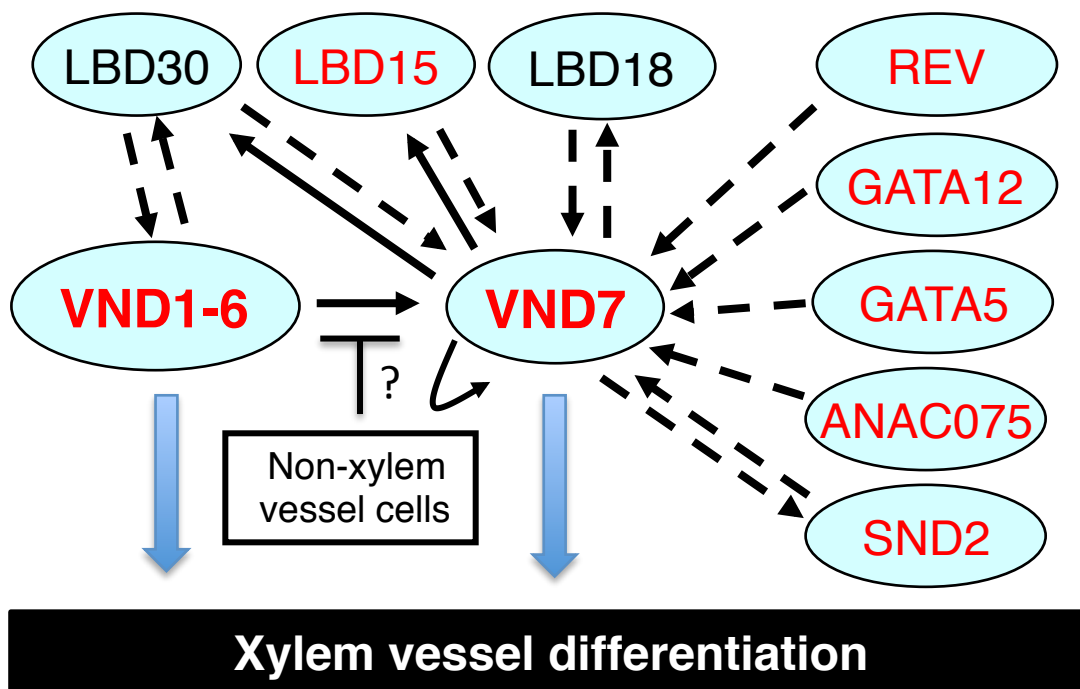 LBD30
LBD15
LBD18
REV
GATA12
VND1-6
VND7
GATA5
?
ANAC075
Non-xylem
vessel cells
SND2
Xylem vessel differentiation